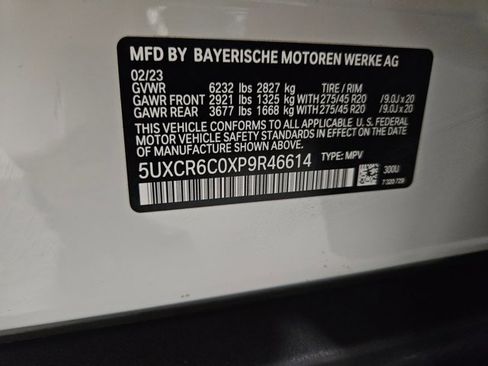 MFD BY BAYERISCHE MOTOREN WERKE AG
02/23
GVWR 6232 lbs 2827 kg TIRE / RIM
GAWR FRONT 2921 lbs 1325 kg WITH 275/45 R20 /9.0J x 20
GAWR REAR 3677 lbs 1668 kg WITH 275/45 R20 /9.0J x 20
THIS VEHICLE CONFORMS TO ALL APPLICABLE U. S. FEDERAL
MOTOR VEHICLE SAFETY STANDARDS IN EFFECT
ON THE DATE OF MANUFACTURE SHOWN ABOVE.
5UXCR6C0XP9R46614 TYPE: MPV
300U